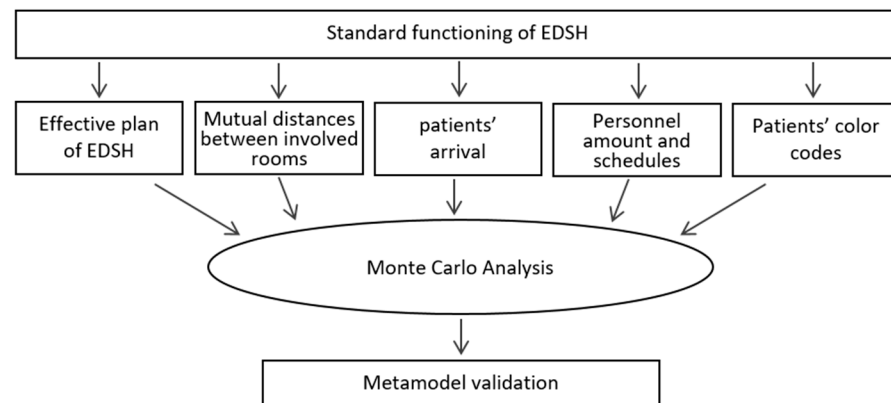 Standard functioning of EDSH
Effective plan
of EDSH
Mutual distances
between involved
rooms
patients’
arrival
Personnel
amount and
schedules
Patients’ color
codes
Monte Carlo Analysis
Metamodel validation